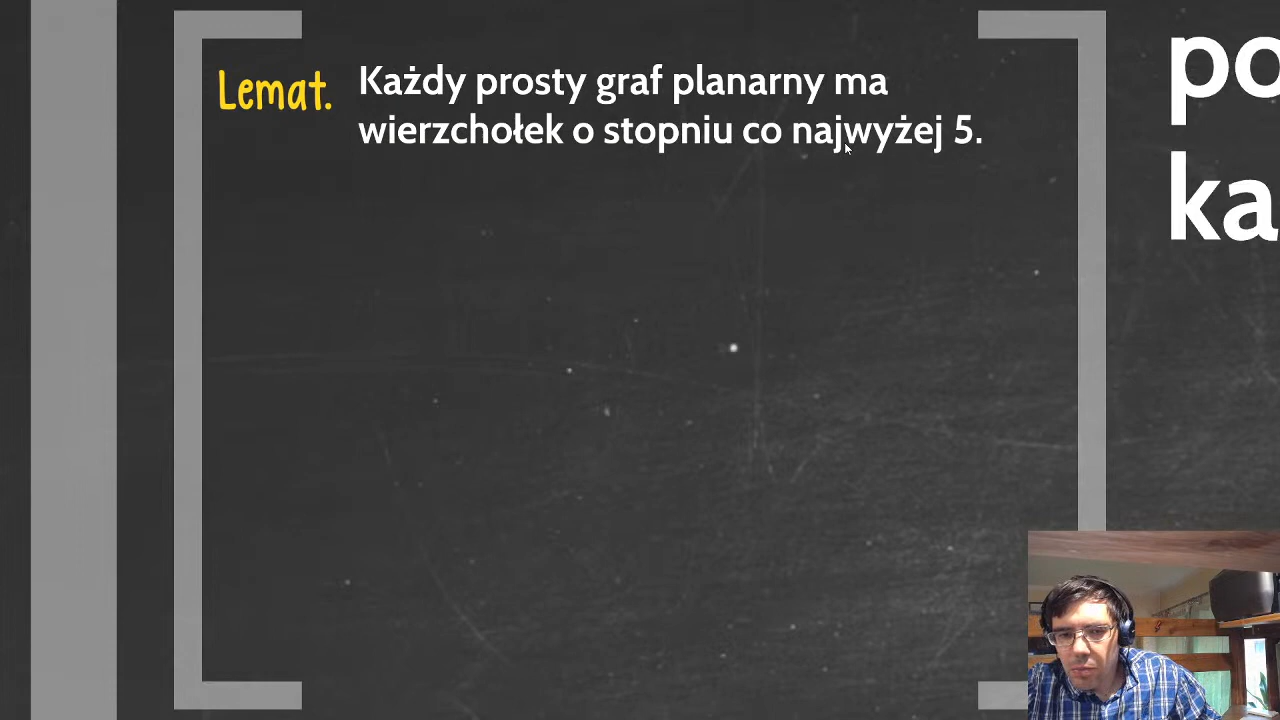 Lemat.
Każdy prosty graf planarny ma
wierzchołek o stopniu co najwyżej 5.
po
ka